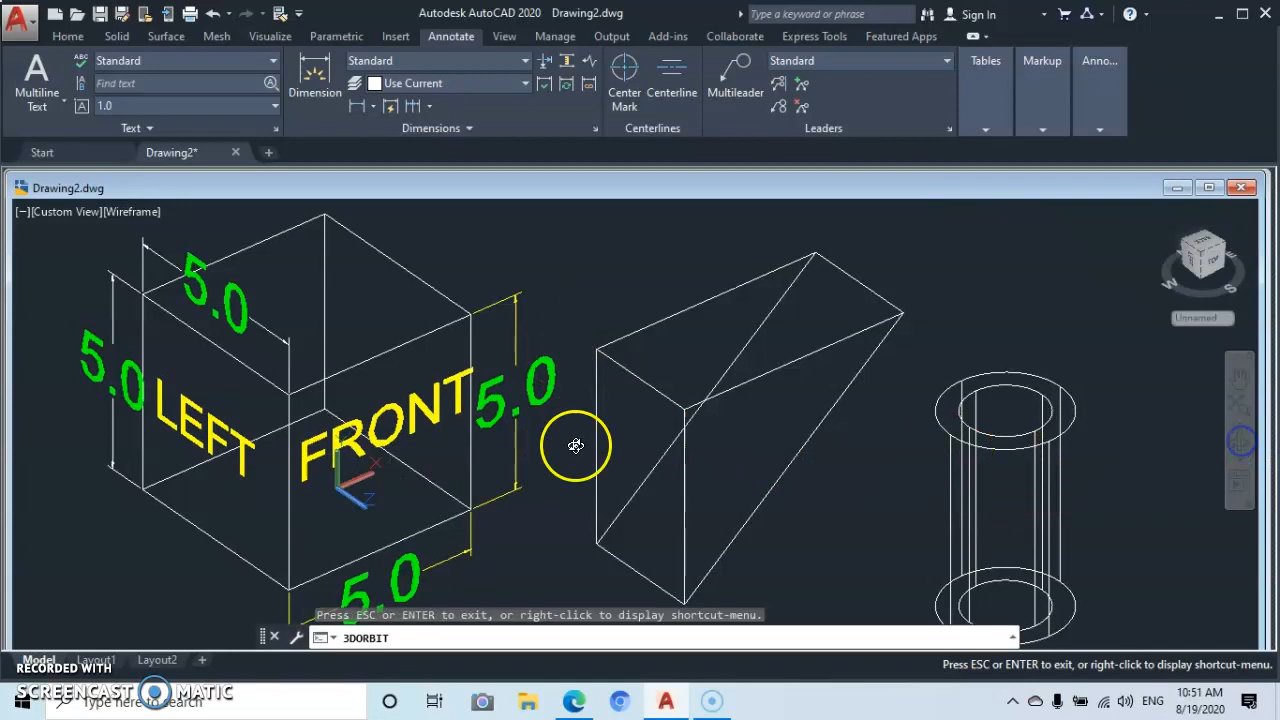 Autodesk AutoCAD 2020 Drawing2.dwg
Type a keyword or phrase
Sign In
Home Solid Surface Mesh Visualize Parametric Insert Annotate View Manage Output Add-ins Collaborate Express Tools Featured Apps
A
Multiline Text
ABC
Standard
Find text
1.0
Text
Dimension
Standard
Use Current
Dimensions
Center Mark
Centerline
Centerlines
Multileader
Standard
Leaders
Tables
Markup
Anno...
Start
Drawing2*
Drawing2.dwg
[−][Custom View][Wireframe]
5.0
5.0
LEFT
FRONT
5.0
5.0
X
Z
TOP
W
S
Unnamed
Press ESC or ENTER to exit, or right-click to display shortcut-menu.
3DORBIT
Model Layout1 Layout2
Press ESC or ENTER to exit, or right-click to display shortcut-menu.
RECORDED WITH
SCREENCAST MATIC
Type here to search
ENG
10:51 AM
8/19/2020